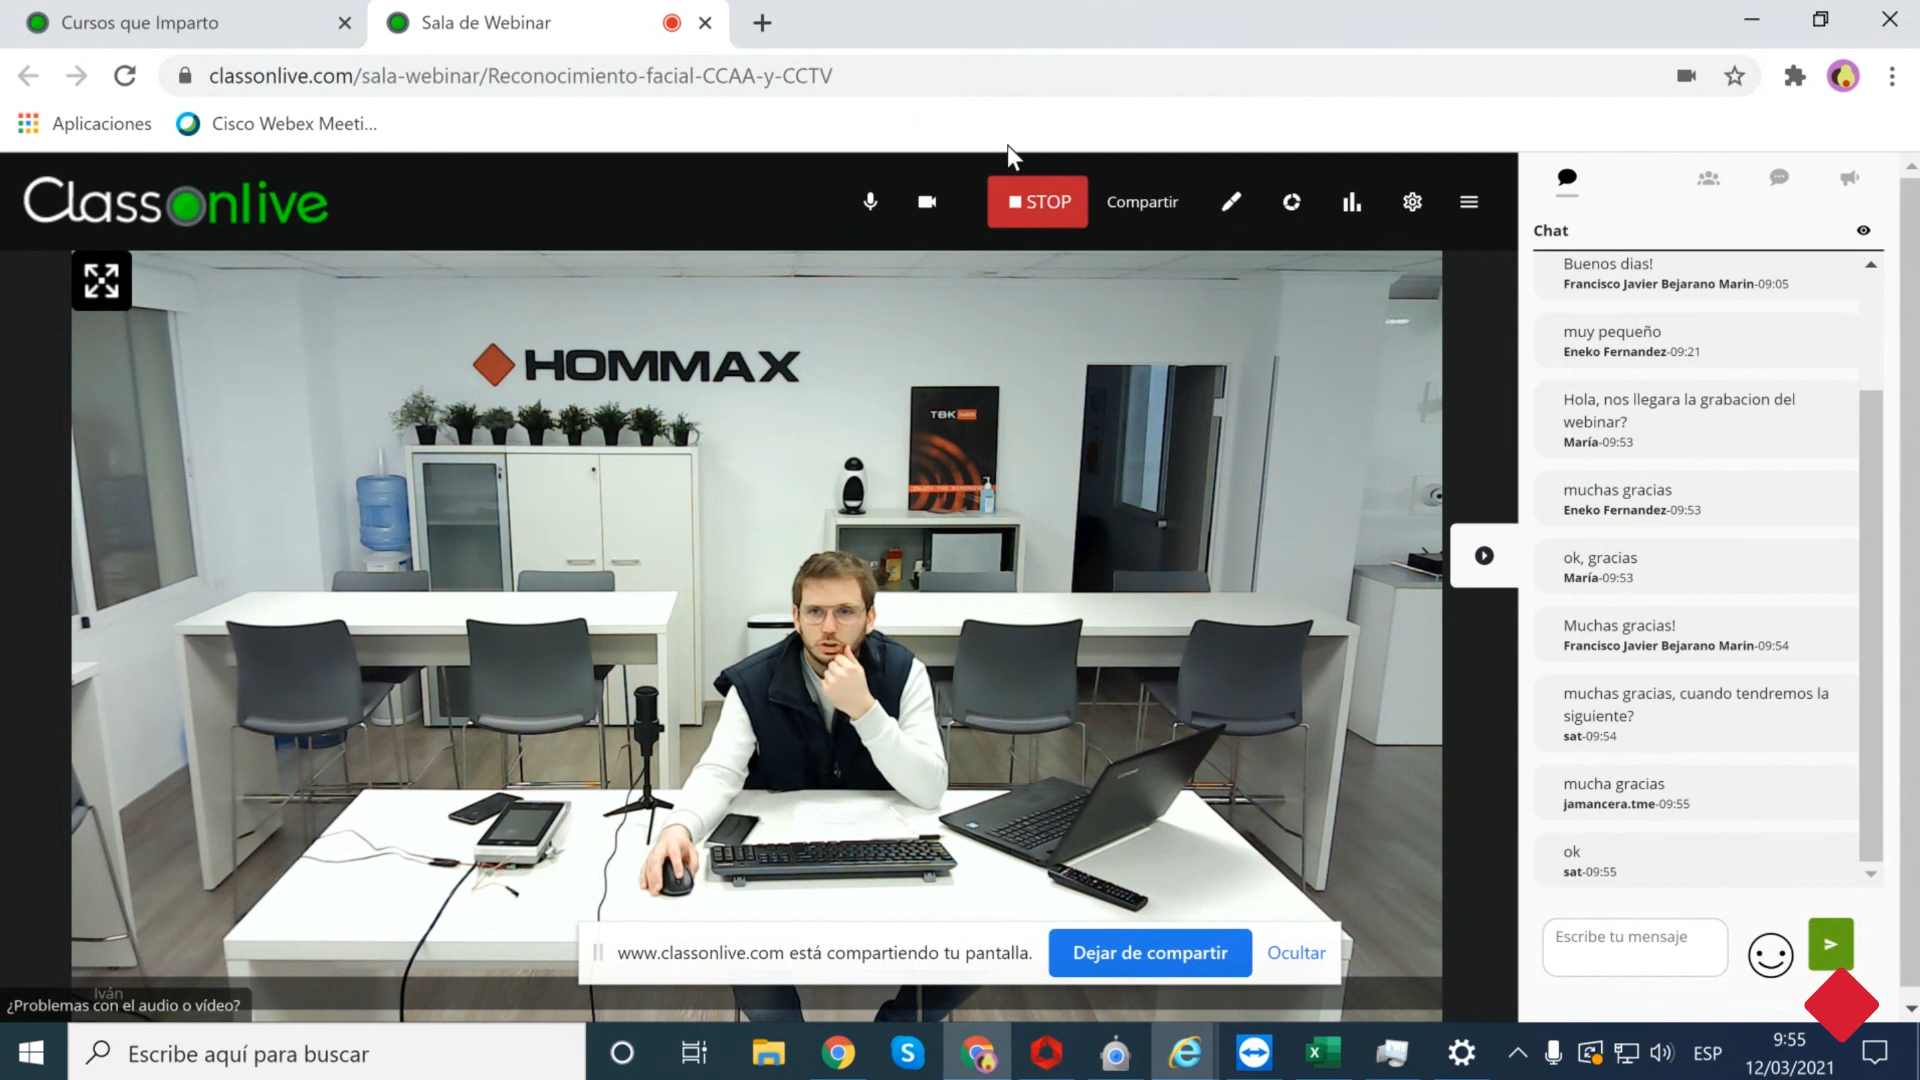 Cursos que Imparto
Sala de Webinar
classonlive.com/sala-webinar/Reconocimiento-facial-CCAA-y-CCTV
Aplicaciones
Cisco Webex Meeti...
Classonlive
STOP
Compartir
HOMMAX
TBK
Chat
Buenos dias!
Francisco Javier Bejarano Marin-09:05
muy pequeño
Eneko Fernandez-09:21
Hola, nos llegara la grabacion del
webinar?
María-09:53
muchas gracias
Eneko Fernandez-09:53
ok, gracias
María-09:53
Muchas gracias!
Francisco Javier Bejarano Marin-09:54
muchas gracias, cuando tendremos la
siguiente?
sat-09:54
mucha gracias
jamancera.tme-09:55
ok
sat-09:55
Escribe tu mensaje
www.classonlive.com está compartiendo tu pantalla.
Dejar de compartir
Ocultar
Iván
¿Problemas con el audio o vídeo?
Escribe aquí para buscar
ESP
9:55
12/03/2021